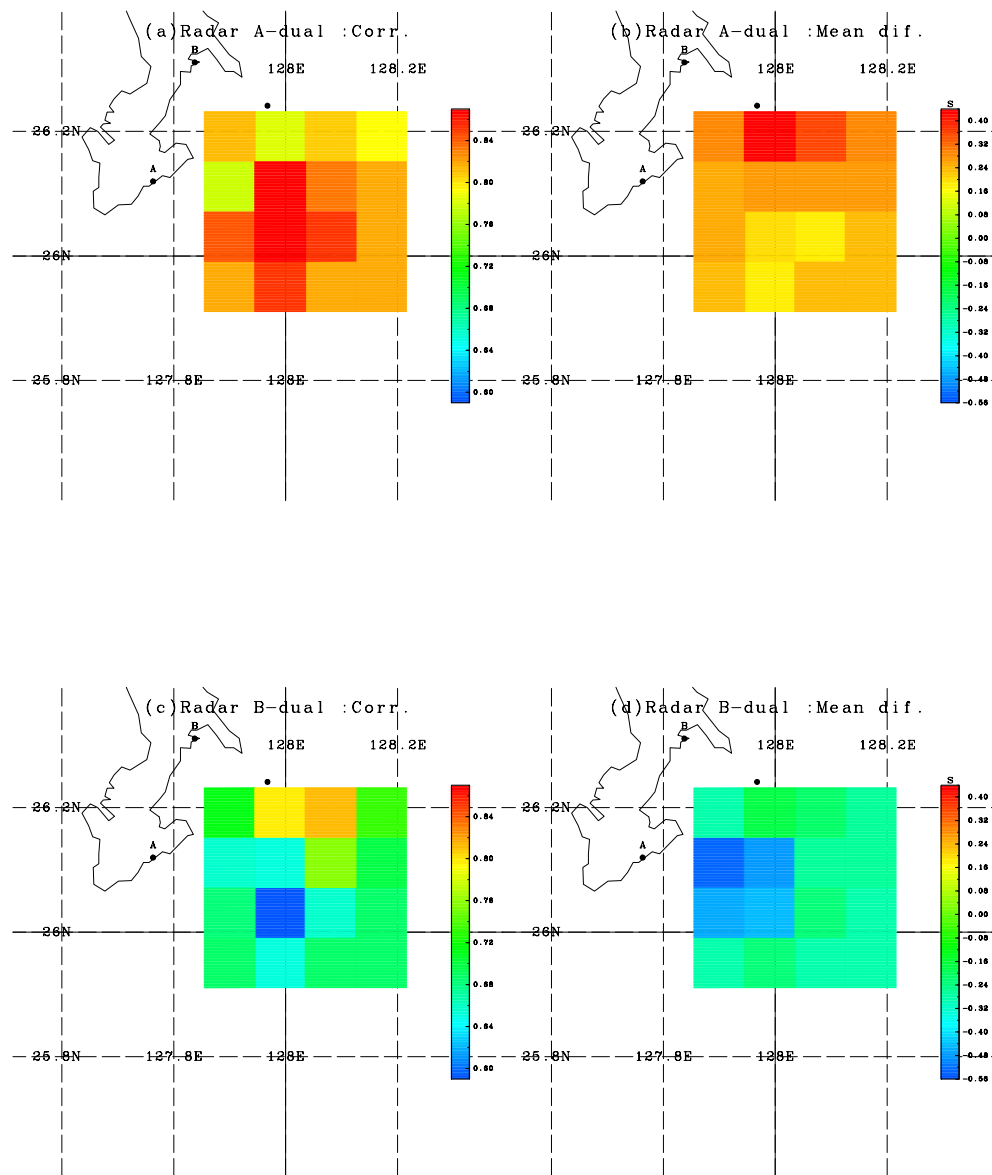 (a)Radar A-dual :Corr.
B
128E 128.2E
26.2N
A
26N
25.8N 127.8E 128E
0.84
0.80
0.76
0.72
0.68
0.64
0.60
(b)Radar A-dual :Mean dif.
B
128E 128.2E
26.2N
A
26N
25.8N 127.8E 128E
S
0.40
0.32
0.24
0.16
0.08
0.00
-0.08
-0.16
-0.24
-0.32
-0.40
-0.48
-0.56
(c)Radar B-dual :Corr.
B
128E 128.2E
26.2N
A
26N
25.8N 127.8E 128E
0.84
0.80
0.76
0.72
0.68
0.64
0.60
(d)Radar B-dual :Mean dif.
B
128E 128.2E
26.2N
A
26N
25.8N 127.8E 128E
S
0.40
0.32
0.24
0.16
0.08
-0.00
-0.08
-0.16
-0.24
-0.32
-0.40
-0.48
-0.56